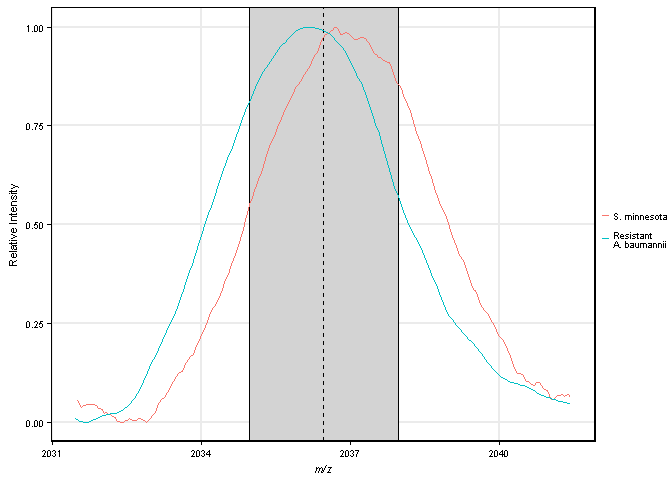 1.00
0.75
0.50
0.25
0.00
Relative Intensity
2031
2034
2037
2040
m/z
S. minnesota
Resistant
A. baumannii